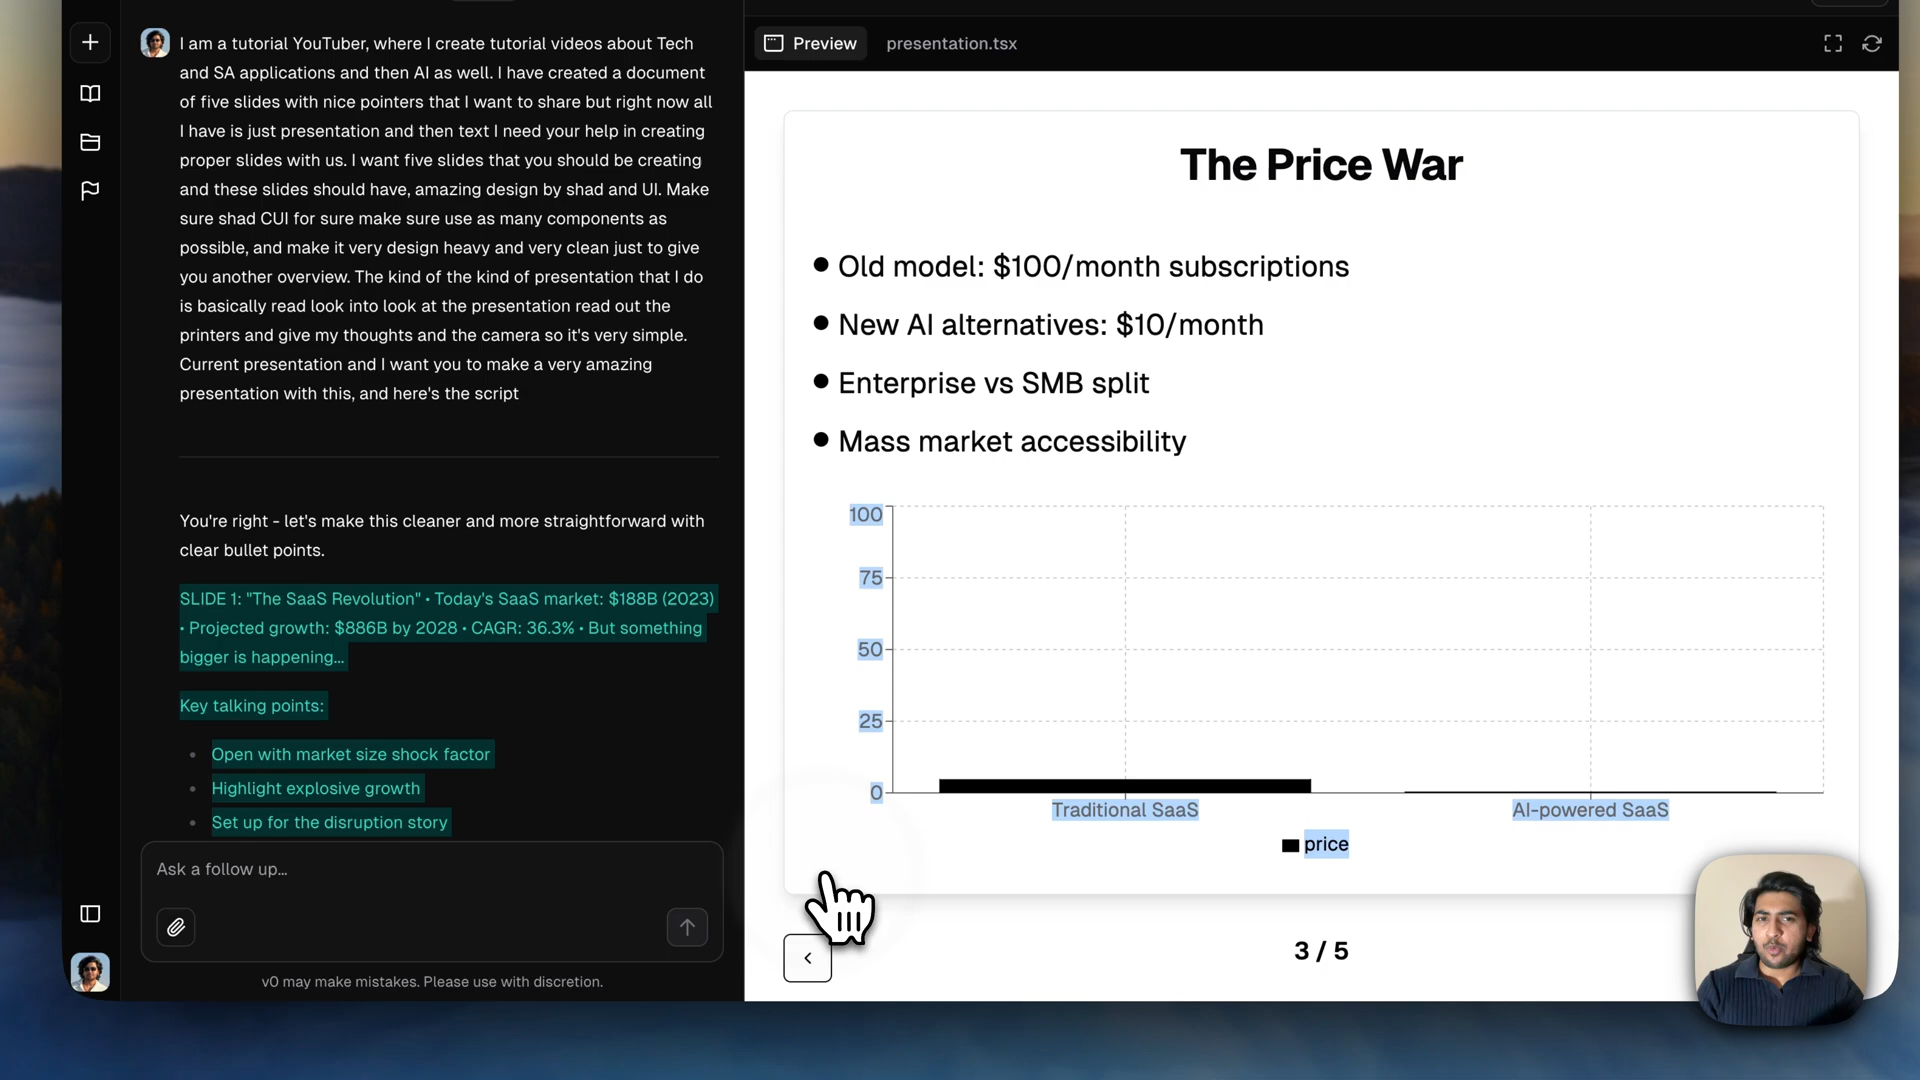 I am a tutorial YouTuber, where I create tutorial videos about Tech
and SA applications and then AI as well. I have created a document
of five slides with nice pointers that I want to share but right now all
I have is just presentation and then text I need your help in creating
proper slides with us. I want five slides that you should be creating
and these slides should have, amazing design by shad and UI. Make
sure shad CUI for sure make sure use as many components as
possible, and make it very design heavy and very clean just to give
you another overview. The kind of the kind of presentation that I do
is basically read look into look at the presentation read out the
printers and give my thoughts and the camera so it's very simple.
Current presentation and I want you to make a very amazing
presentation with this, and here's the script
You're right - let's make this cleaner and more straightforward with
clear bullet points.
SLIDE 1: "The SaaS Revolution" • Today's SaaS market: $188B (2023)
• Projected growth: $886B by 2028 • CAGR: 36.3% • But something
bigger is happening...
Key talking points:
• Open with market size shock factor
• Highlight explosive growth
• Set up for the disruption story
Ask a follow up...
v0 may make mistakes. Please use with discretion.
Preview
presentation.tsx
The Price War
• Old model: $100/month subscriptions
• New AI alternatives: $10/month
• Enterprise vs SMB split
• Mass market accessibility
100
75
50
25
0
Traditional SaaS
AI-powered SaaS
price
3 / 5